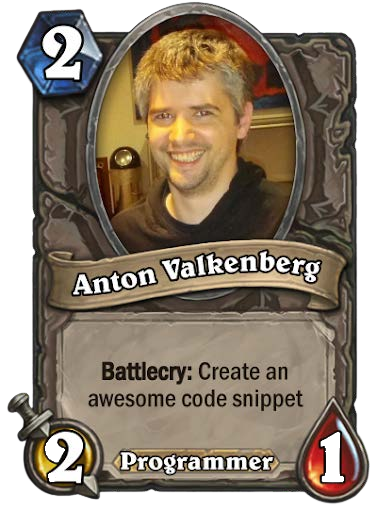 2
Anton Valkenberg
Battlecry: Create an
awesome code snippet
2
Programmer
1